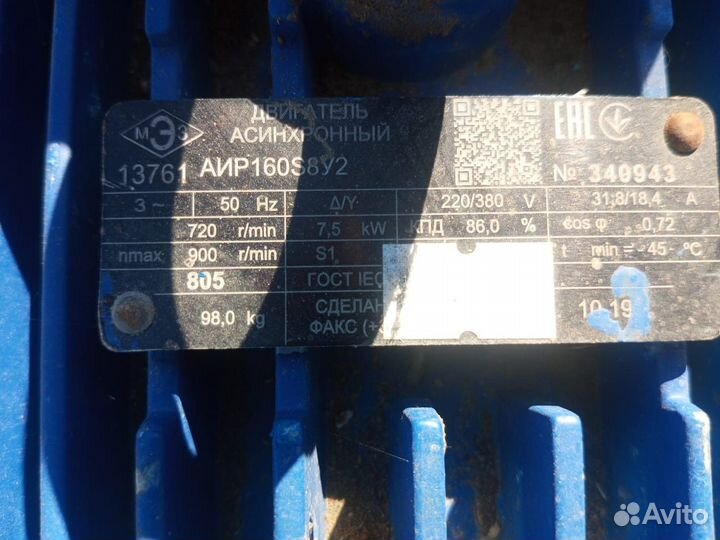 МЭЗ
ДВИГАТЕЛЬ
АСИНХРОННЫЙ
EAC
13761 АИР160S8У2
№ 340943
3 ~ 50 Hz Δ/Y 220/380 V 31,8/18,4 A
720 r/min 7,5 kW КПД 86,0 % cos φ 0,72
nmax 900 r/min S1 t min = -45 °C
805 ГОСТ IEC
98,0 kg СДЕЛАН 10 19
ФАКС (+
Avito